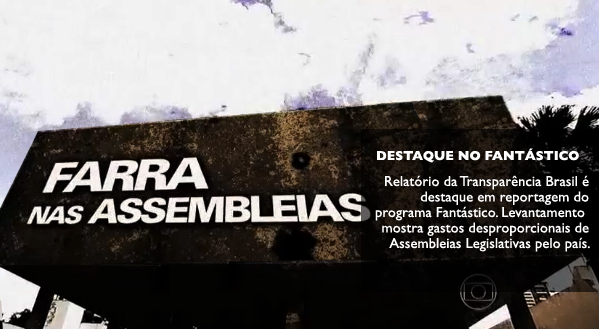 FARRA
NAS ASSEMBLEIAS
DESTAQUE NO FANTÁSTICO
Relatório da Transparência Brasil é
destaque em reportagem do
programa Fantástico. Levantamento
mostra gastos desproporcionais de
Assembleias Legislativas pelo país.